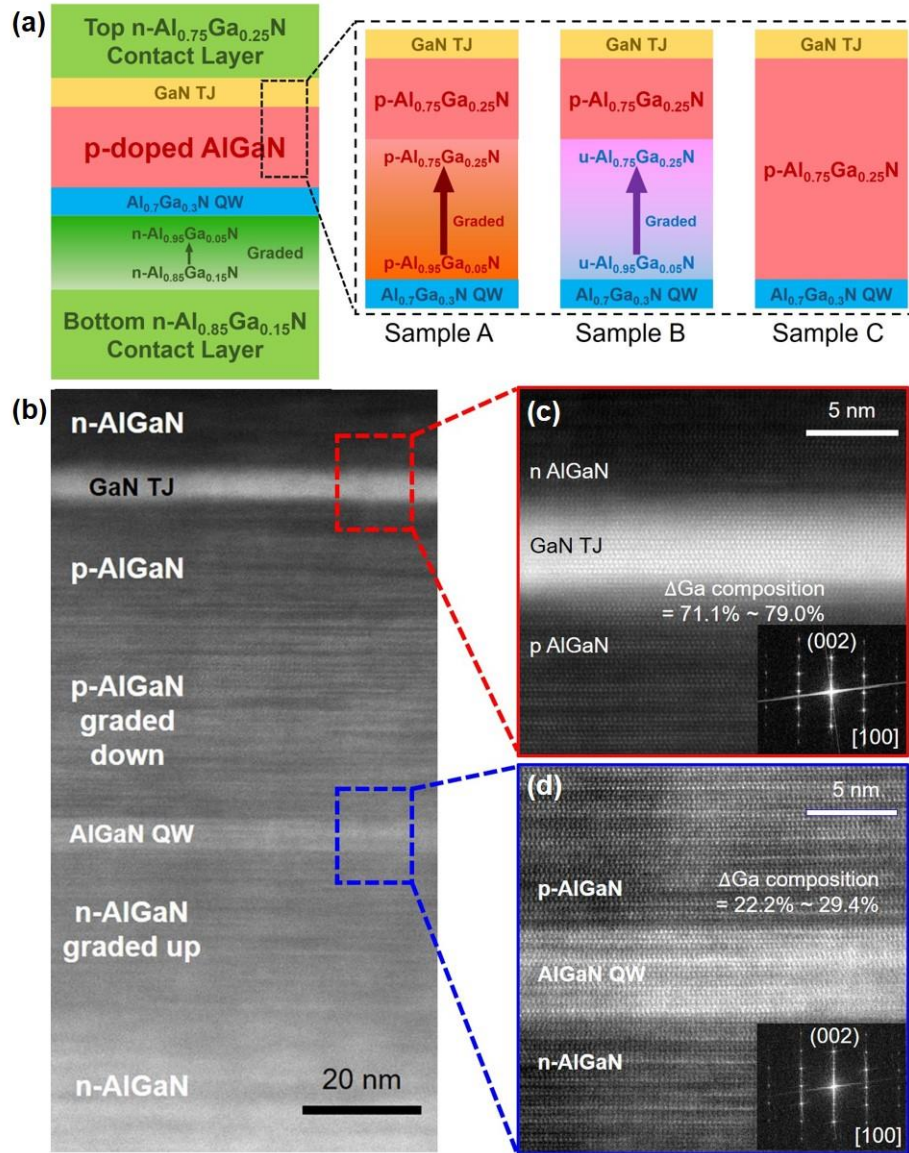 (a)
Top n-Al0.75Ga0.25N
Contact Layer
GaN TJ
p-doped AlGaN
Al0.7Ga0.3N QW
n-Al0.95Ga0.05N
Graded
n-Al0.85Ga0.15N
Bottom n-Al0.85Ga0.15N
Contact Layer
GaN TJ
p-Al0.75Ga0.25N
p-Al0.75Ga0.25N
Graded
p-Al0.95Ga0.05N
Al0.7Ga0.3N QW
Sample A
GaN TJ
p-Al0.75Ga0.25N
u-Al0.75Ga0.25N
Graded
u-Al0.95Ga0.05N
Al0.7Ga0.3N QW
Sample B
GaN TJ
p-Al0.75Ga0.25N
Al0.7Ga0.3N QW
Sample C
(b)
n-AlGaN
GaN TJ
p-AlGaN
p-AlGaN
graded
down
AlGaN QW
n-AlGaN
graded up
n-AlGaN
20 nm
(c)
5 nm
n AlGaN
GaN TJ
ΔGa composition
= 71.1% ~ 79.0%
p AlGaN
(002)
[100]
(d)
5 nm
p-AlGaN
ΔGa composition
= 22.2% ~ 29.4%
AlGaN QW
n-AlGaN
(002)
[100]